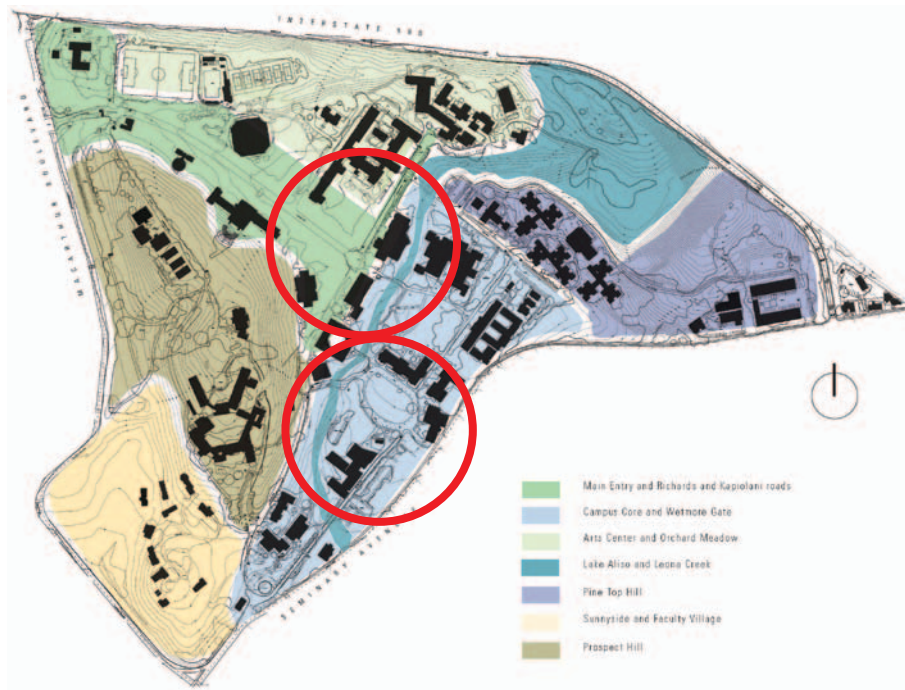 INTERSTATE 580
MACARTHUR BOULEVARD
SEMINARY AVENUE
Main Entry and Richards and Kapiolani roads
Campus Core and Wetmore Gate
Arts Center and Orchard Meadow
Lake Aliso and Leona Creek
Pine Top Hill
Sunnyside and Faculty Village
Prospect Hill